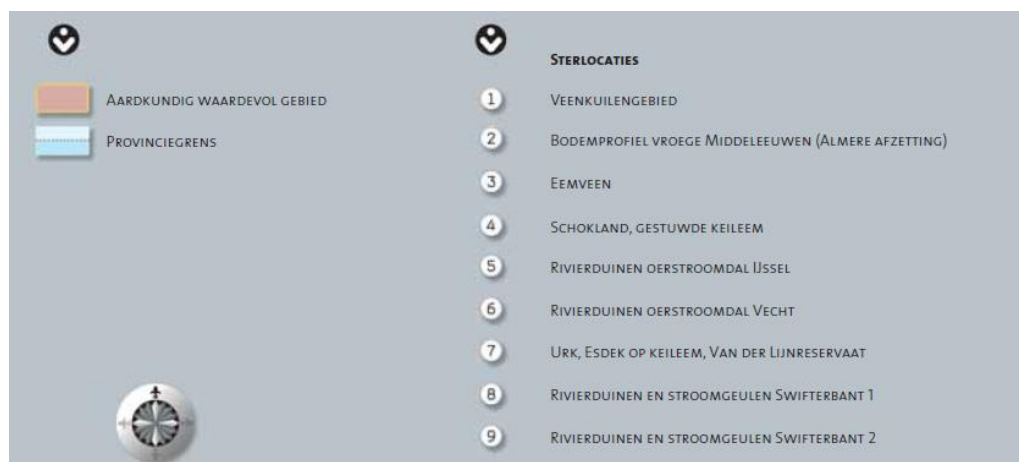 Aardkundig waardevol gebied
Provinciegrens
Sterlocaties
1 Veenkuilengebied
2 Bodemprofiel vroege Middeleeuwen (Almere afzetting)
3 Eemveen
4 Schokland, gestuwde keileem
5 Rivierduinen oerstroomdal IJssel
6 Rivierduinen oerstroomdal Vecht
7 Urk, Esdek op keileem, Van der Lijnreservaat
8 Rivierduinen en stroomgeulen Swifterbant 1
9 Rivierduinen en stroomgeulen Swifterbant 2